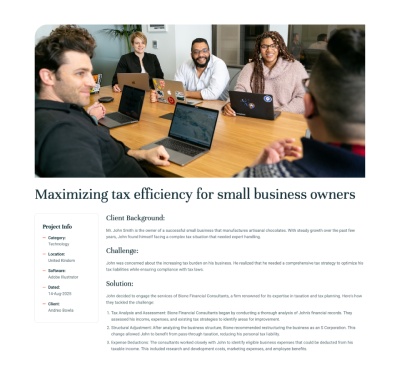 Maximizing tax efficiency for small business owners
Project Info
Category:
Technology
Location:
United Kindom
Software:
Adobe Illustrator
Dated:
14 Aug 2023
Client:
Andrés Bonilla
Client Background:
Mr. John Smith is the owner of a successful small business that manufactures artisanal chocolates. With steady growth over the past few
years, John found himself facing a complex tax situation that needed expert handling.
Challenge:
John was concerned about the increasing tax burden on his business. He realized that he needed a comprehensive tax strategy to optimize his
tax liabilities while ensuring compliance with tax laws.
Solution:
John decided to engage the services of Stone Financial Consultants, a firm renowned for its expertise in taxation and tax planning. Here's how
they tackled the challenge:
1. Tax Analysis and Assessment: Stone Financial Consultants began by conducting a thorough analysis of John's financial records. They
assessed his income, expenses, and existing tax strategies to identify areas for improvement.
2. Structural Adjustment: After analyzing the business structure, Stone recommended restructuring the business as an S-Corporation. This
change allowed John to benefit from pass-through taxation, reducing his personal tax liability.
3. Expense Deductions: The consultants worked closely with John to identify eligible business expenses that could be deducted from his
taxable income. This included research and development costs, marketing expenses, and employee benefits.